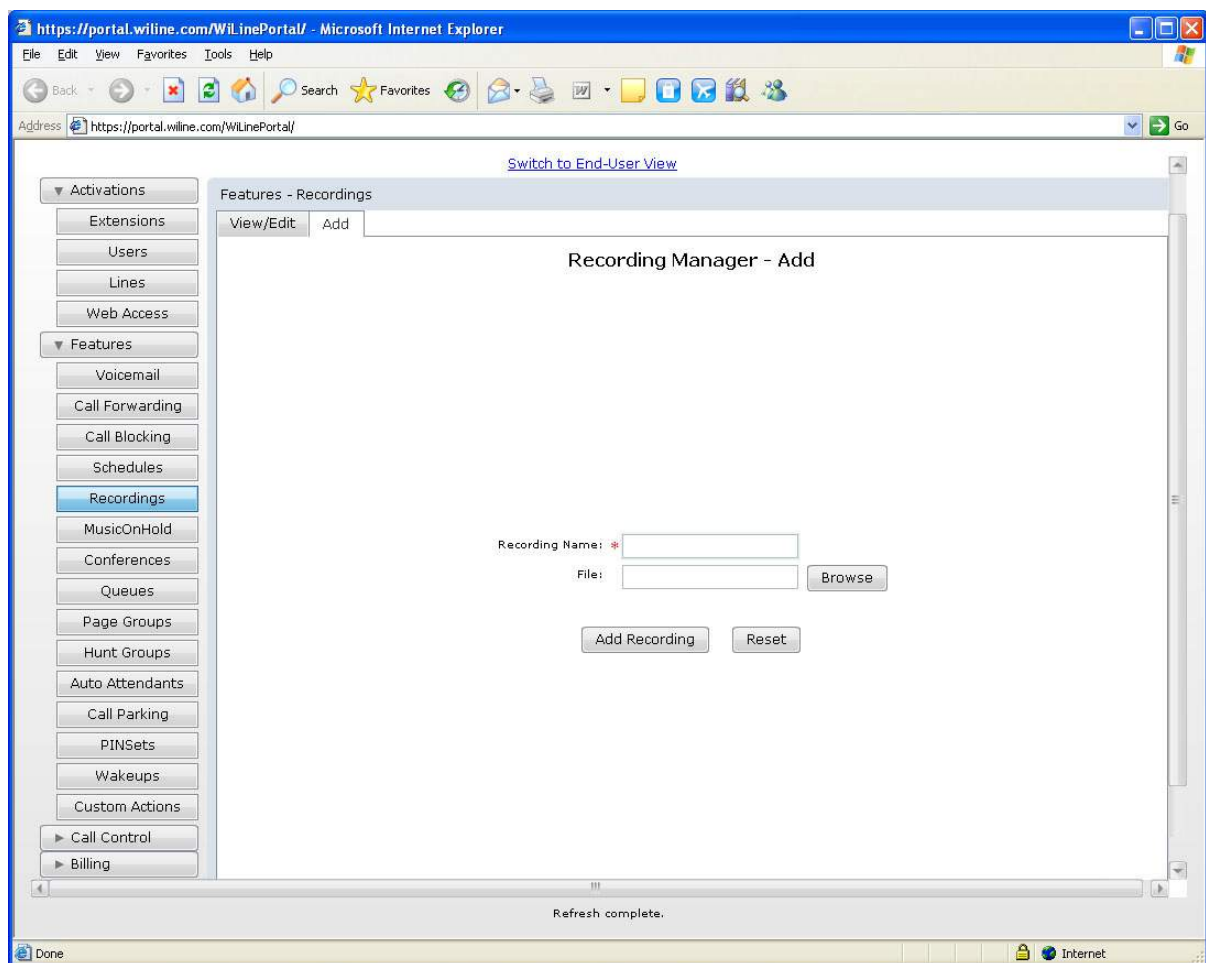 https://portal.wiline.com/WiLinePortal/ - Microsoft Internet Explorer
File Edit View Favorites Tools Help
Back Search Favorites
Address https://portal.wiline.com/WiLinePortal/ Go
Switch to End-User View
Activations
Extensions
Users
Lines
Web Access
Features
Voicemail
Call Forwarding
Call Blocking
Schedules
Recordings
MusicOnHold
Conferences
Queues
Page Groups
Hunt Groups
Auto Attendants
Call Parking
PINSets
Wakeups
Custom Actions
Call Control
Billing
Features - Recordings
View/Edit Add
Recording Manager - Add
Recording Name: *
File: Browse
Add Recording Reset
Refresh complete.
Done Internet